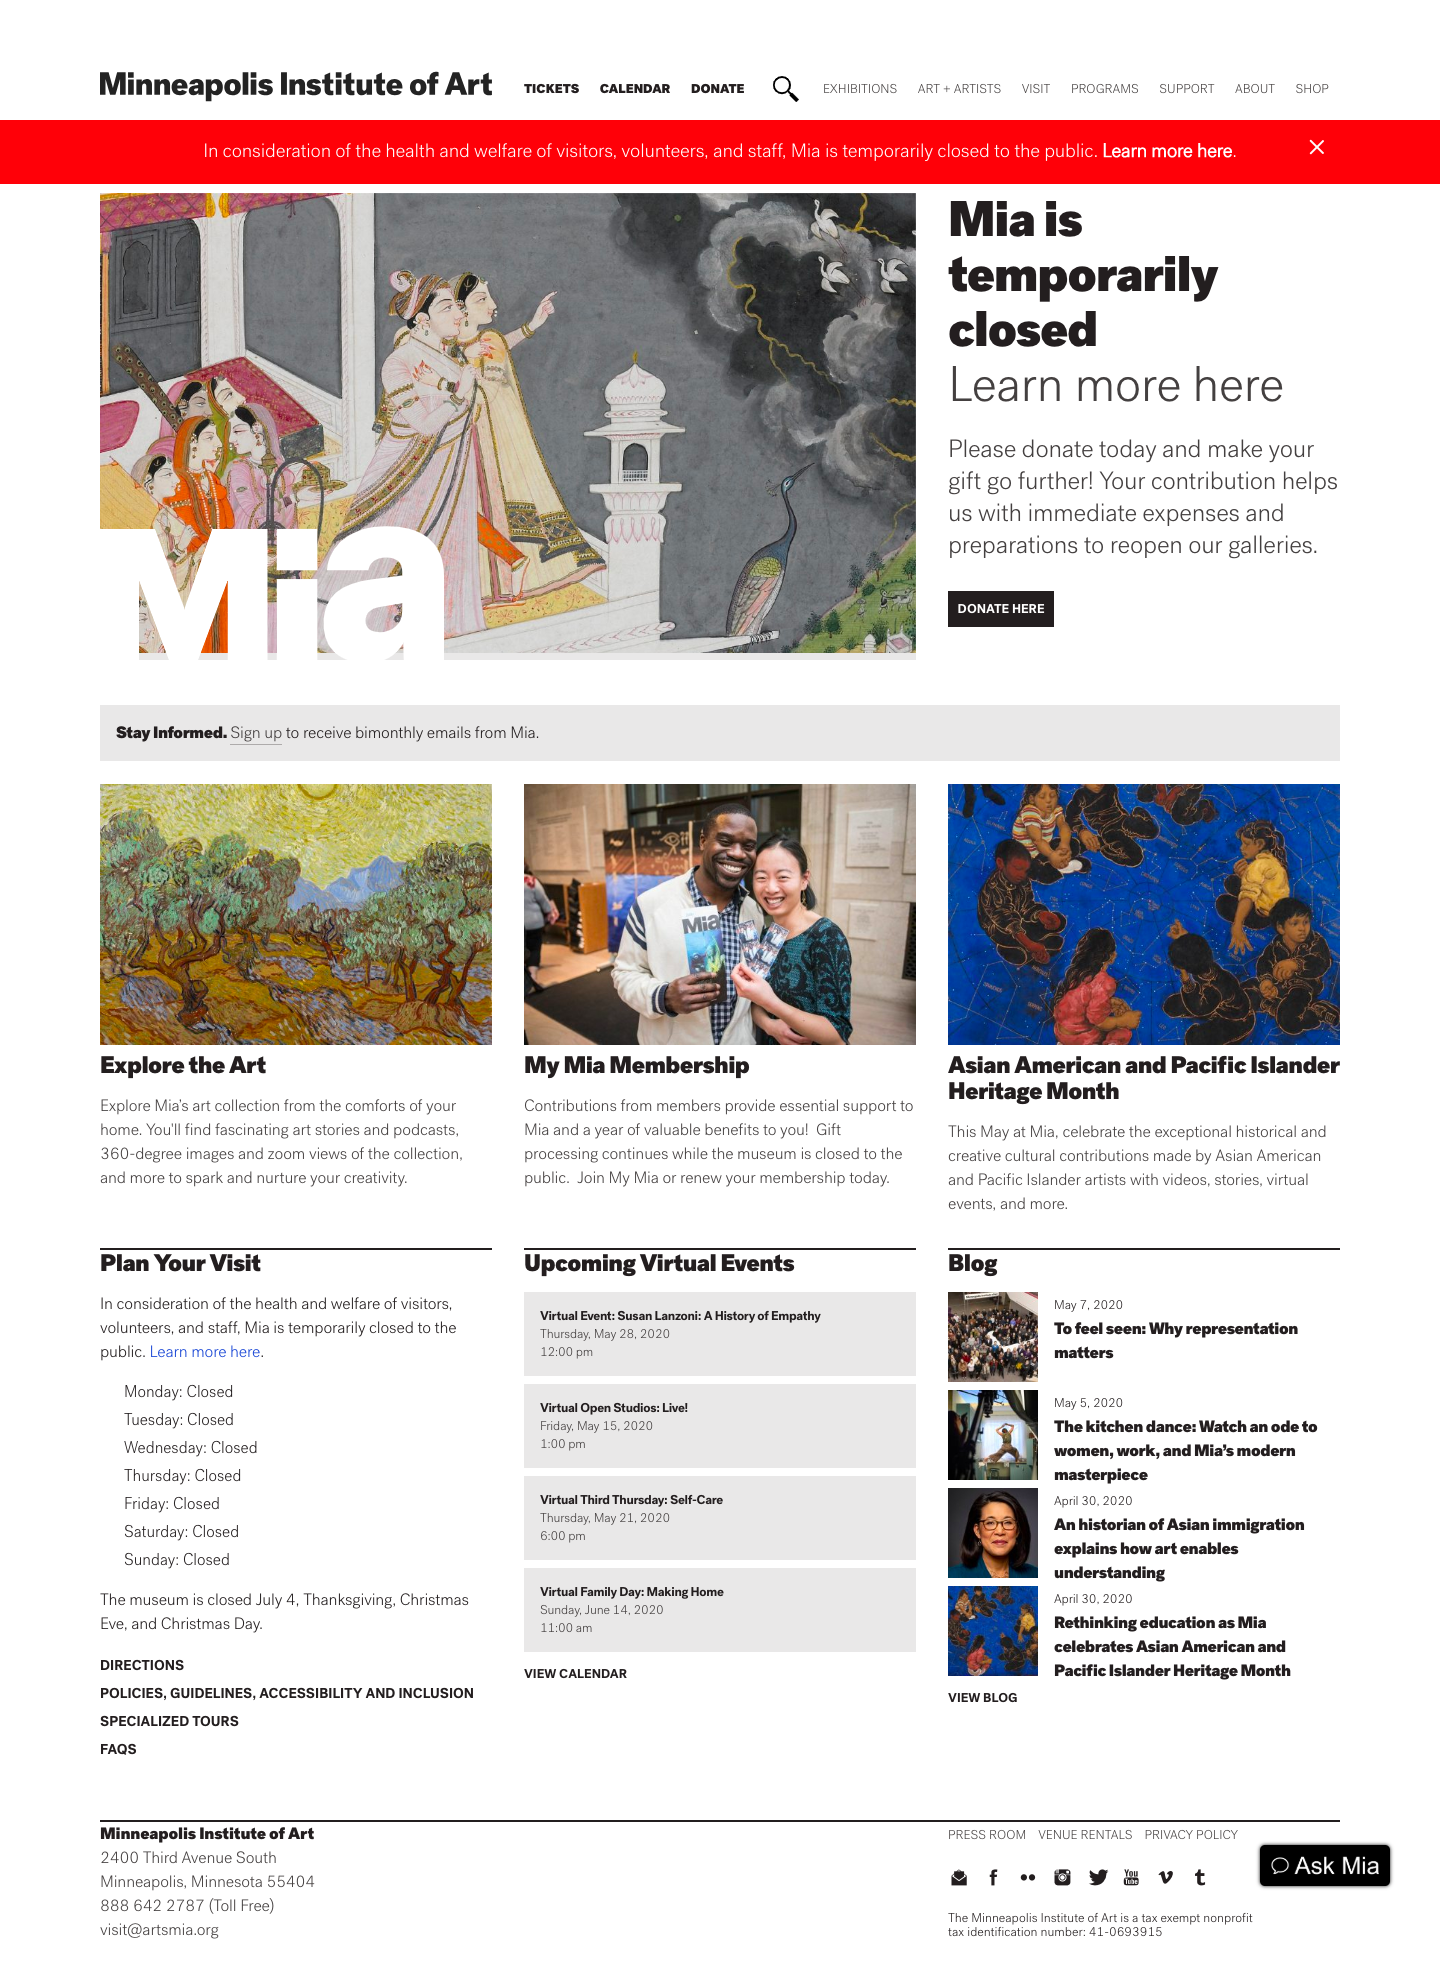 Minneapolis Institute of Art
TICKETS CALENDAR DONATE EXHIBITIONS ART + ARTISTS VISIT PROGRAMS SUPPORT ABOUT SHOP
In consideration of the health and welfare of visitors, volunteers, and staff, Mia is temporarily closed to the public. Learn more here.
Mia is
temporarily
closed
Learn more here
Please donate today and make your
gift go further! Your contribution helps
us with immediate expenses and
preparations to reopen our galleries.
DONATE HERE
Mia
Stay Informed. Sign up to receive bimonthly emails from Mia.
Mia
Explore the Art
Explore Mia's art collection from the comforts of your
home. You'll find fascinating art stories and podcasts,
360-degree images and zoom views of the collection,
and more to spark and nurture your creativity.
My Mia Membership
Contributions from members provide essential support to
Mia and a year of valuable benefits to you! Gift
processing continues while the museum is closed to the
public. Join My Mia or renew your membership today.
Asian American and Pacific Islander
Heritage Month
This May at Mia, celebrate the exceptional historical and
creative cultural contributions made by Asian American
and Pacific Islander artists with videos, stories, virtual
events, and more.
Plan Your Visit
In consideration of the health and welfare of visitors,
volunteers, and staff, Mia is temporarily closed to the
public. Learn more here.
Monday: Closed
Tuesday: Closed
Wednesday: Closed
Thursday: Closed
Friday: Closed
Saturday: Closed
Sunday: Closed
The museum is closed July 4, Thanksgiving, Christmas
Eve, and Christmas Day.
DIRECTIONS
POLICIES, GUIDELINES, ACCESSIBILITY AND INCLUSION
SPECIALIZED TOURS
FAQS
Upcoming Virtual Events
Virtual Event: Susan Lanzoni: A History of Empathy
Thursday, May 28, 2020
12:00 pm
Virtual Open Studios: Live!
Friday, May 15, 2020
1:00 pm
Virtual Third Thursday: Self-Care
Thursday, May 21, 2020
6:00 pm
Virtual Family Day: Making Home
Sunday, June 14, 2020
11:00 am
VIEW CALENDAR
Blog
May 7, 2020
To feel seen: Why representation
matters
May 5, 2020
The kitchen dance: Watch an ode to
women, work, and Mia's modern
masterpiece
April 30, 2020
An historian of Asian immigration
explains how art enables
understanding
April 30, 2020
Rethinking education as Mia
celebrates Asian American and
Pacific Islander Heritage Month
VIEW BLOG
Minneapolis Institute of Art
2400 Third Avenue South
Minneapolis, Minnesota 55404
888 642 2787 (Toll Free)
visit@artsmia.org
PRESS ROOM VENUE RENTALS PRIVACY POLICY
You Tube
The Minneapolis Institute of Art is a tax exempt nonprofit
tax identification number: 41-0693915
Ask Mia